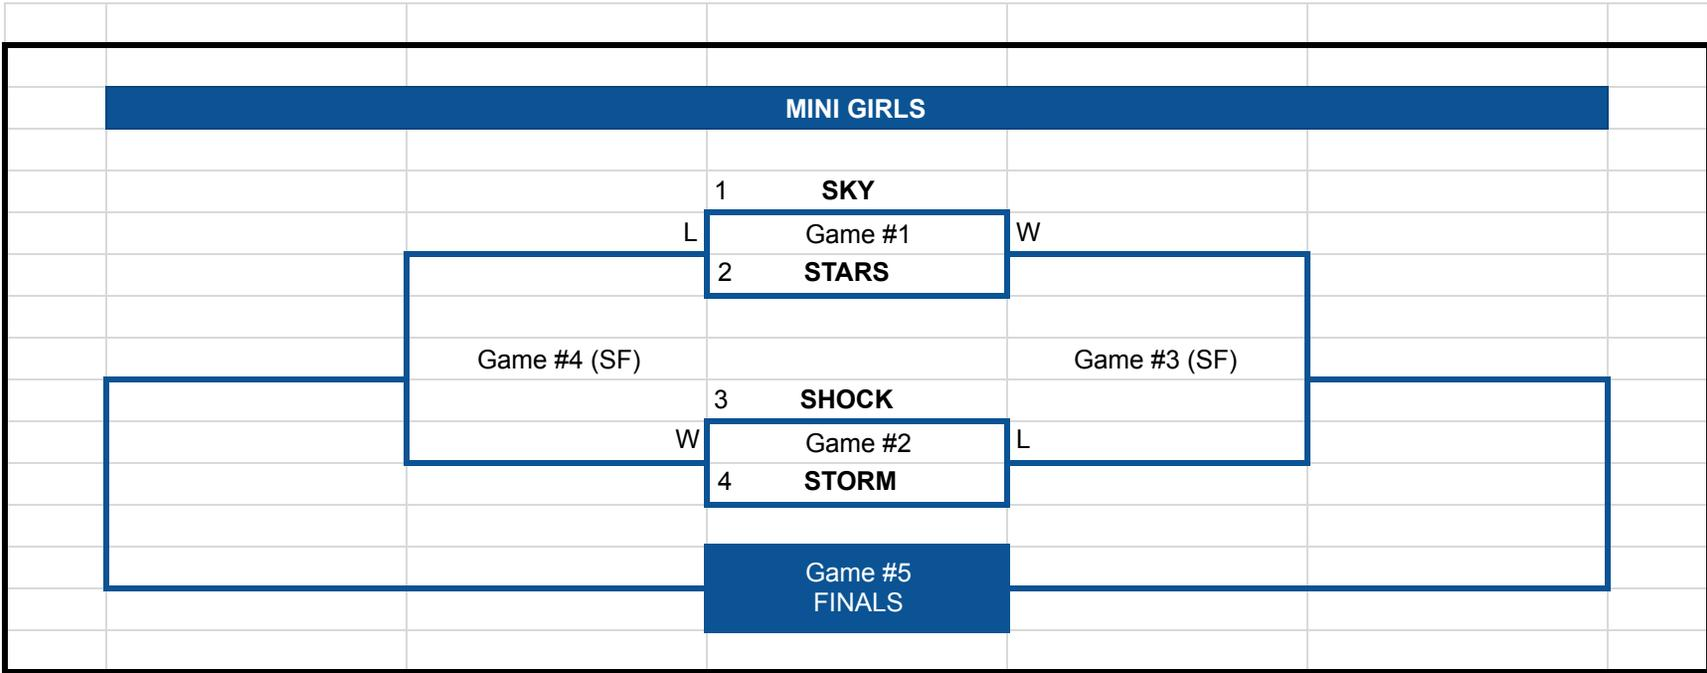 MINI GIRLS
1 SKY
L Game #1 W
2 STARS
Game #4 (SF) Game #3 (SF)
3 SHOCK
W Game #2 L
4 STORM
Game #5
FINALS